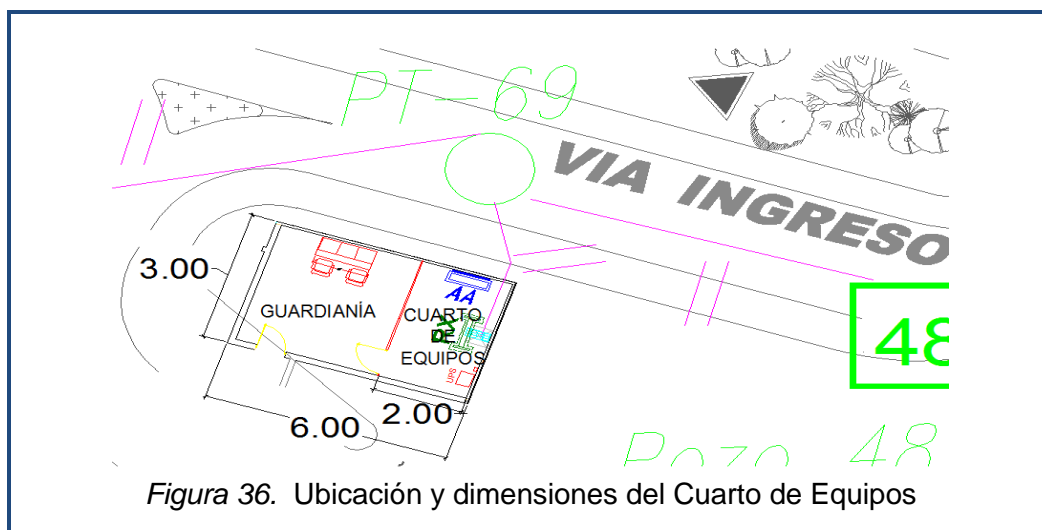 PT-69
VIA INGRESO
3.00
GUARDIANÍA
AA
CUARTO
DE
EQUIPOS
UPS
48
2.00
6.00
Pozo 48
Figura 36. Ubicación y dimensiones del Cuarto de Equipos